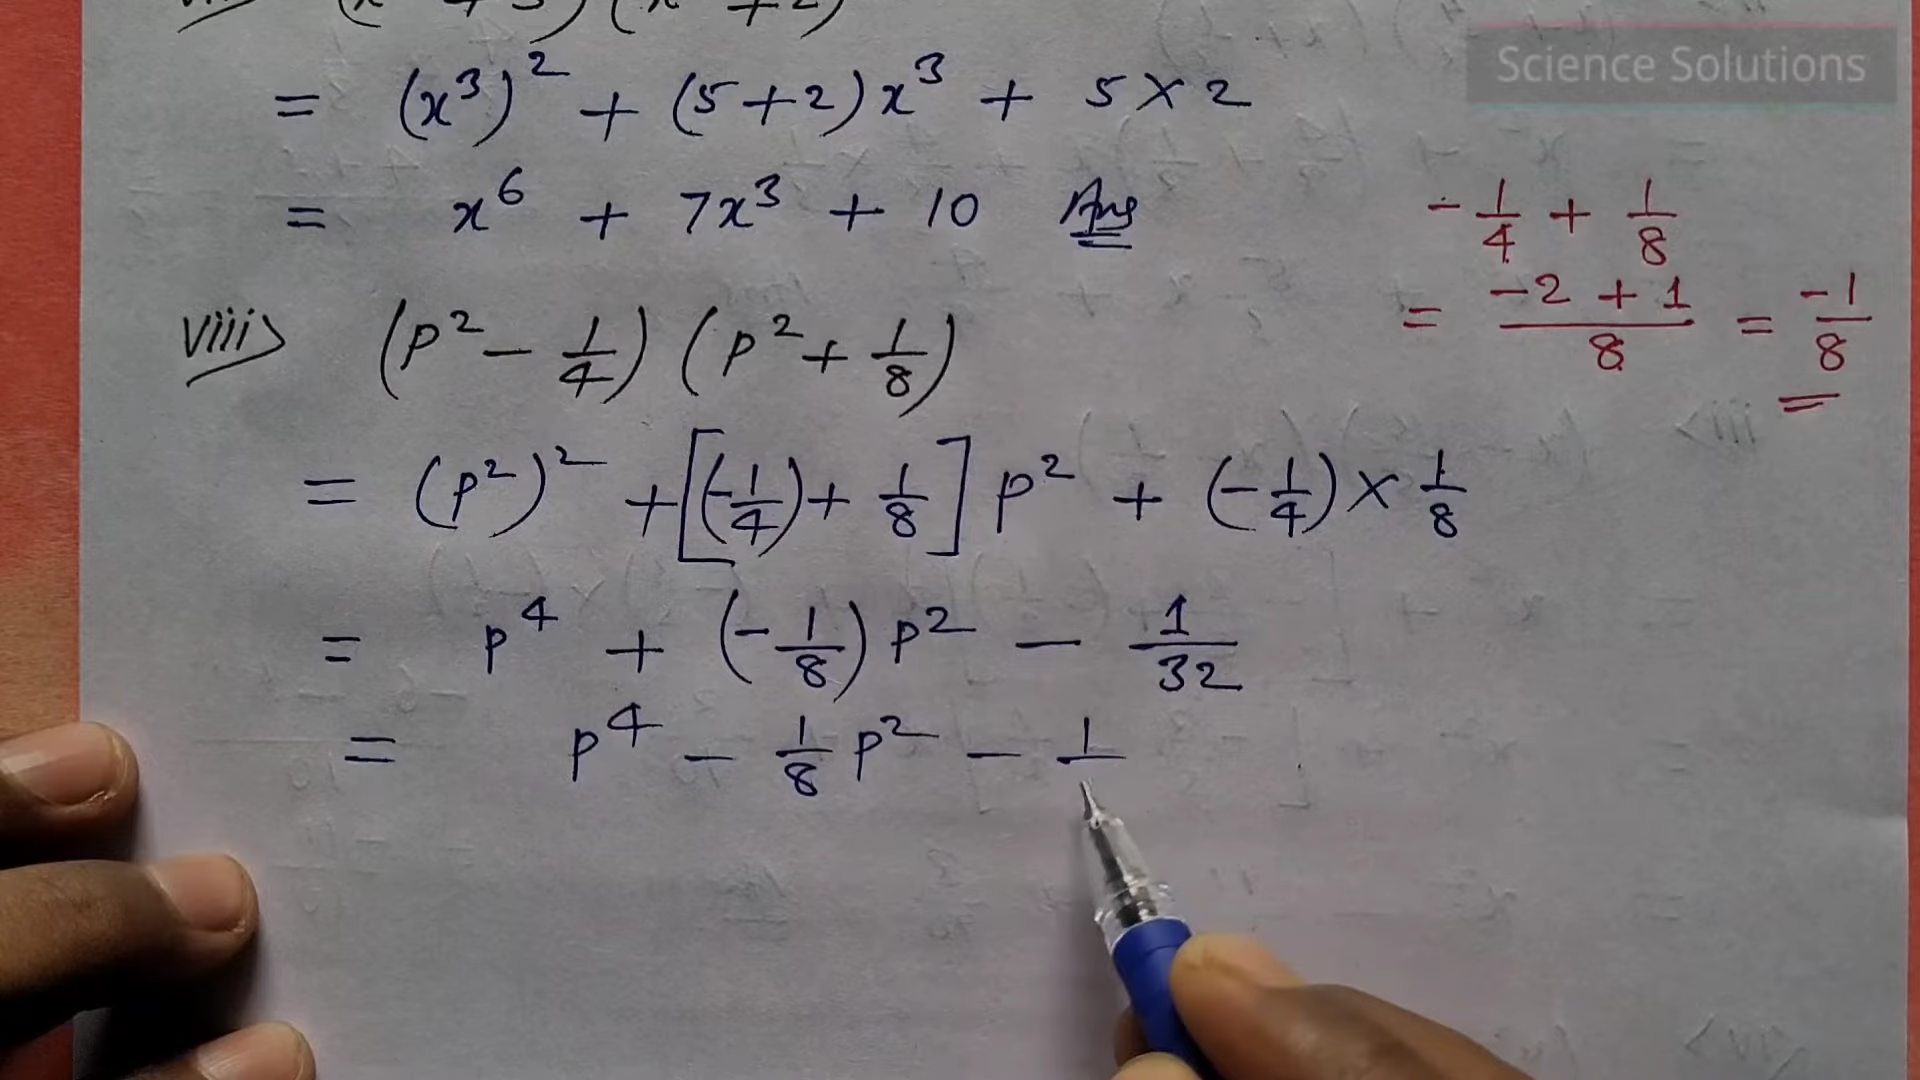 Science Solutions
= (x³)² + (5+2)x³ + 5 × 2
= x⁶ + 7x³ + 10 Ans
-1/4 + 1/8
= -2 + 1/8 = -1/8
viii> (p² - 1/4) (p² + 1/8)
= (p²)² + [(-1/4) + 1/8] p² + (-1/4) × 1/8
= p⁴ + (-1/8) p² - 1/32
= p⁴ - 1/8 p² - 1/